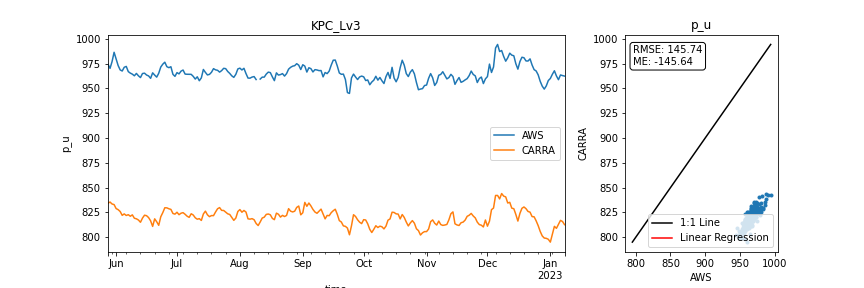 KPC_Lv3
1000
975
950
925
900
875
850
825
800
p_u
AWS
CARRA
Jun
Jul
Aug
Sep
Oct
Nov
Dec
Jan
2023
p_u
RMSE: 145.74
ME: -145.64
1000
975
950
925
900
875
850
825
800
CARRA
1:1 Line
Linear Regression
800
850
900
950
1000
AWS